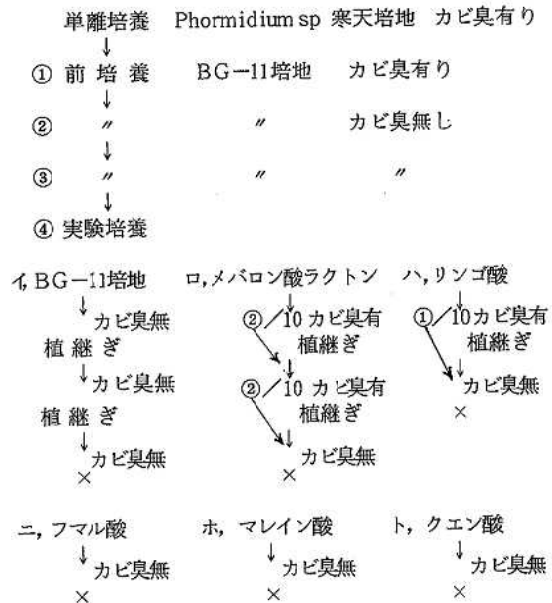 単離培養 Phormidium sp 寒天培地 カビ臭有り
↓
① 前培養 BG-11培地 カビ臭有り
↓
② 〃 〃 カビ臭無し
↓
③ 〃 〃 〃
↓
④ 実験培養
イ, BG-11培地 ロ, メバロン酸ラクトン ハ, リンゴ酸
↓カビ臭無 ②/10 カビ臭有 ①/10カビ臭有
植継ぎ 植継ぎ 植継ぎ
↓カビ臭無 ②/10 カビ臭有 ↓カビ臭無
植継ぎ 植継ぎ ×
↓カビ臭無 ↓カビ臭無
× ×
ニ, フマル酸 ホ, マレイン酸 ト, クエン酸
↓カビ臭無 ↓カビ臭無 ↓カビ臭無
× × ×